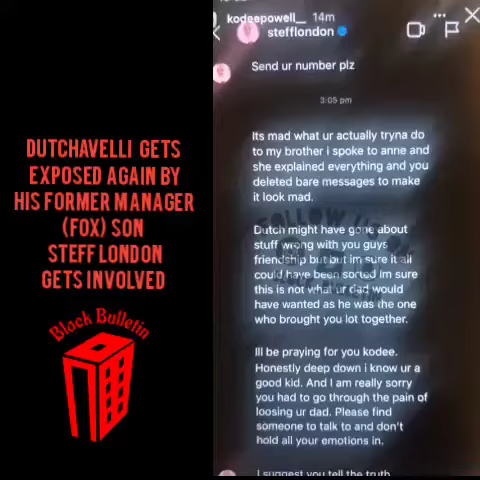 DUTCHAVELLI GETS
EXPOSED AGAIN BY
HIS FORMER MANAGER
(FOX) SON
STEFF LONDON
GETS INVOLVED
Block Bulletin
kodeepowell__ 14m
stefflondon
Send ur number plz
3:05 pm
Its mad what ur actually tryna do
to my brother i spoke to anne and
she explained everything and you
deleted bare messages to make
it look mad.
Dutch might have gone about
stuff wrong with you guys
friendship but but im sure it all
could have been sorted im sure
this is not what ur dad would
have wanted as he was the one
who brought you lot together.
Ill be praying for you kodee.
Honestly deep down i know ur a
good kid. And I am really sorry
you had to go through the pain of
loosing ur dad. Please find
someone to talk to and don't
hold all your emotions in.
I suggest you tell the truth
FOLLOW US ON